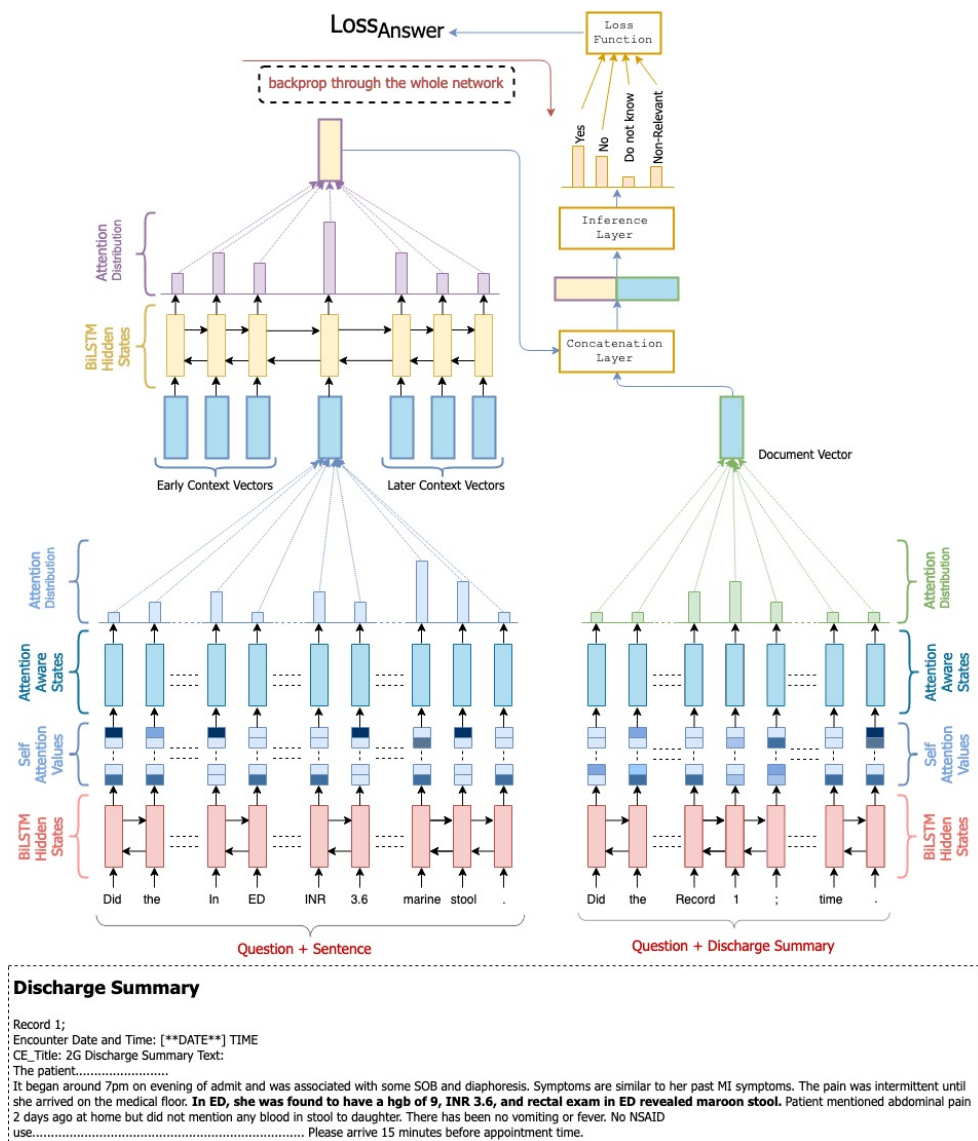 LossAnswer
Loss
Function
backprop through the whole network
Yes
No
Do not know
Non-Relevant
Attention
Distribution
Inference
Layer
BiLSTM
Hidden
States
Concatenation
Layer
Early Context Vectors
Later Context Vectors
Document Vector
Attention
Distribution
Attention
Distribution
Attention
Aware
States
Attention
Aware
States
Self
Attention
Values
Self
Attention
Values
BiLSTM
Hidden
States
BiLSTM
Hidden
States
Did the In ED INR 3.6 marine stool .
Did the Record 1 ; time .
Question + Sentence
Question + Discharge Summary
Discharge Summary
Record 1;
Encounter Date and Time: [**DATE**] TIME
CE_Title: 2G Discharge Summary Text:
The patient.........................
It began around 7pm on evening of admit and was associated with some SOB and diaphoresis. Symptoms are similar to her past MI symptoms. The pain was intermittent until
she arrived on the medical floor. In ED, she was found to have a hgb of 9, INR 3.6, and rectal exam in ED revealed maroon stool. Patient mentioned abdominal pain
2 days ago at home but did not mention any blood in stool to daughter. There has been no vomiting or fever. No NSAID
use........................................................................ Please arrive 15 minutes before appointment time.